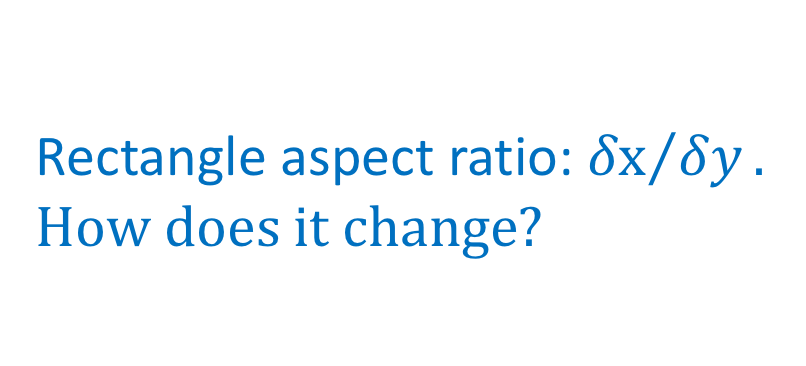 Rectangle aspect ratio: 𝛿x/𝛿𝑦.
How does it change?